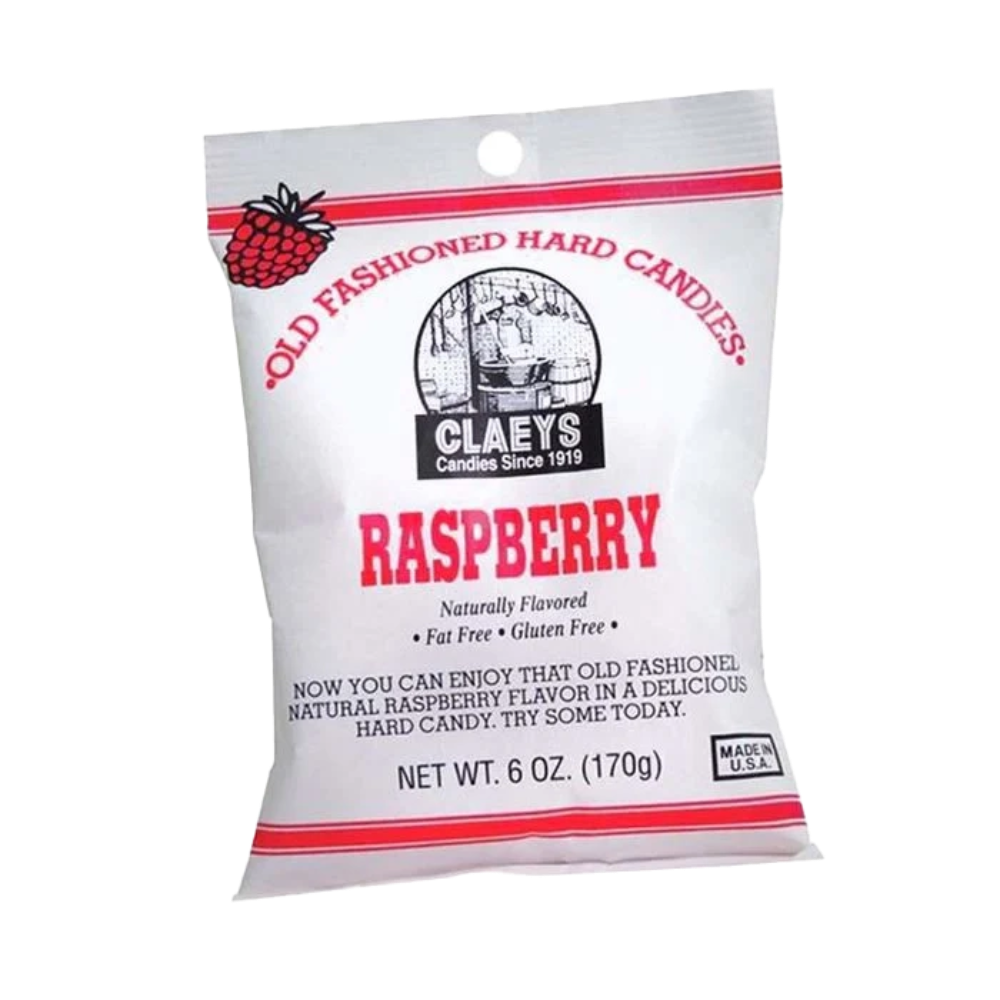 •OLD FASHIONED HARD CANDIES•
CLAEYS
Candies Since 1919
RASPBERRY
Naturally Flavored
• Fat Free • Gluten Free •
NOW YOU CAN ENJOY THAT OLD FASHIONEL
NATURAL RASPBERRY FLAVOR IN A DELICIOUS
HARD CANDY. TRY SOME TODAY.
NET WT. 6 OZ. (170g)
MADE IN
U.S.A.